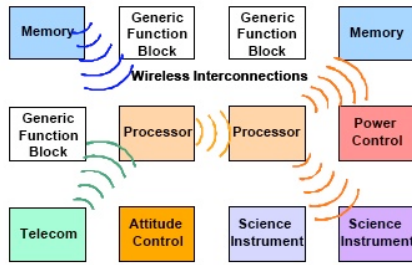 Memory
Generic
Function
Block
Generic
Function
Block
Memory
Wireless Interconnections
Generic
Function
Block
Processor
Processor
Power
Control
Telecom
Attitude
Control
Science
Instrument
Science
Instrument